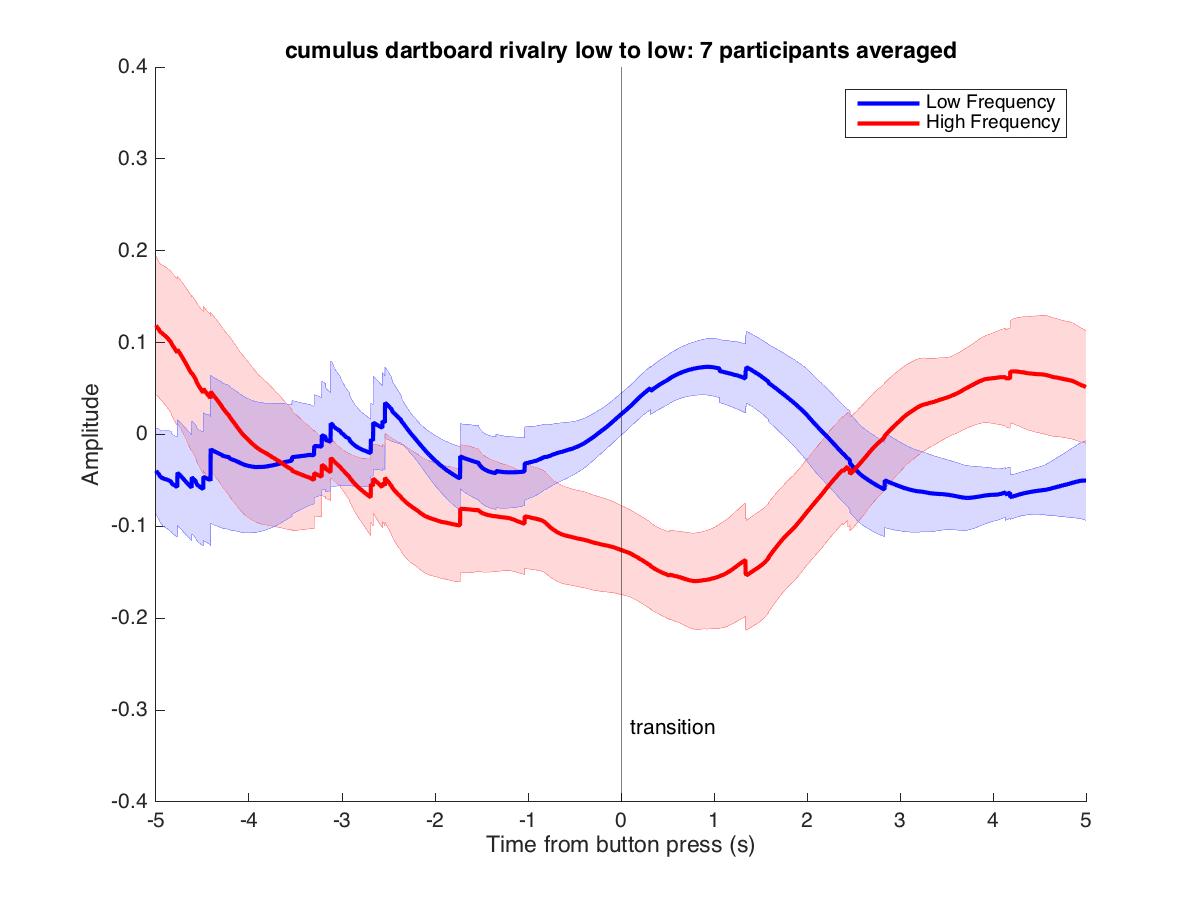 cumulus dartboard rivalry low to low: 7 participants averaged
Low Frequency
High Frequency
0.4
0.3
0.2
0.1
0
-0.1
-0.2
-0.3
-0.4
Amplitude
transition
-5 -4 -3 -2 -1 0 1 2 3 4 5
Time from button press (s)